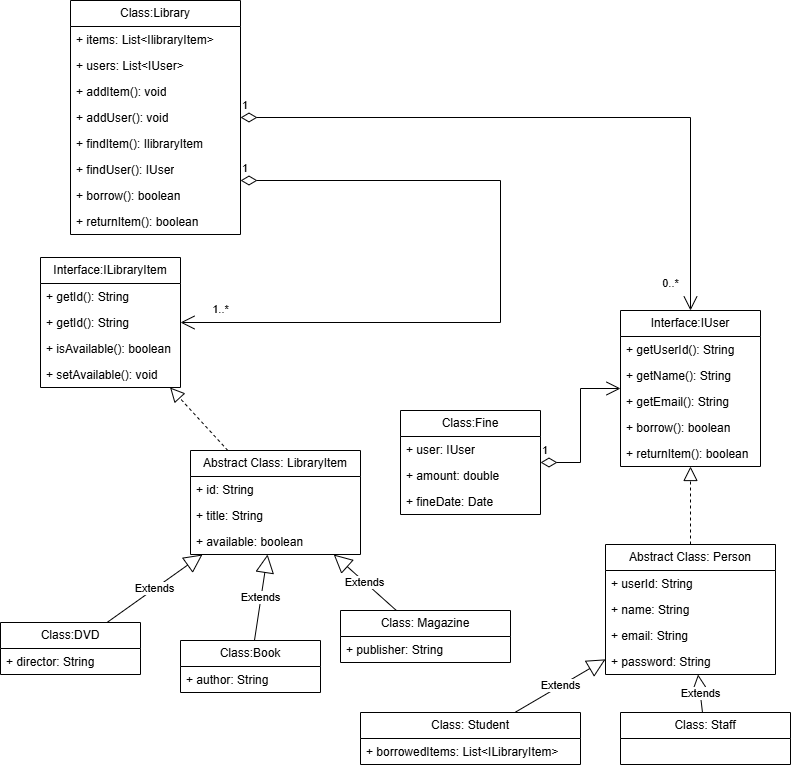 Class:Library
+ items: List<IlibraryItem>
+ users: List<IUser>
+ addItem(): void
+ addUser(): void
+ findItem(): IlibraryItem
+ findUser(): IUser
+ borrow(): boolean
+ returnItem(): boolean
1
1
0..*
1..*
Interface:ILibraryItem
+ getId(): String
+ getId(): String
+ isAvailable(): boolean
+ setAvailable(): void
Interface:IUser
+ getUserId(): String
+ getName(): String
+ getEmail(): String
+ borrow(): boolean
+ returnItem(): boolean
Class:Fine
+ user: IUser
+ amount: double
+ fineDate: Date
1
Abstract Class: LibraryItem
+ id: String
+ title: String
+ available: boolean
Extends
Extends
Extends
Class:DVD
+ director: String
Class:Book
+ author: String
Class: Magazine
+ publisher: String
Abstract Class: Person
+ userId: String
+ name: String
+ email: String
+ password: String
Extends
Extends
Class: Student
+ borrowedItems: List<ILibraryItem>
Class: Staff